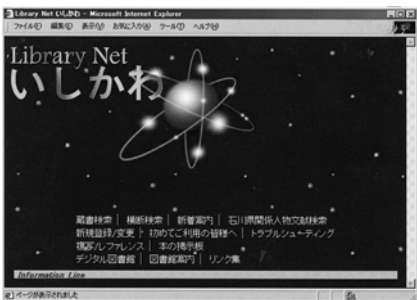 Library Net いしかわ - Microsoft Internet Explorer
ファイル(F) 編集(E) 表示(V) お気に入り(A) ツール(T) ヘルプ(H)
Library Net
いしかわ
蔵書検索｜横断検索｜新着案内｜石川県関係人物文献検索
新規登録/変更｜初めてご利用の皆様へ｜トラブルシューティング
複写/レファレンス｜本の掲示板
デジタル図書館｜図書館案内｜リンク集
Information Line
ページが表示されました